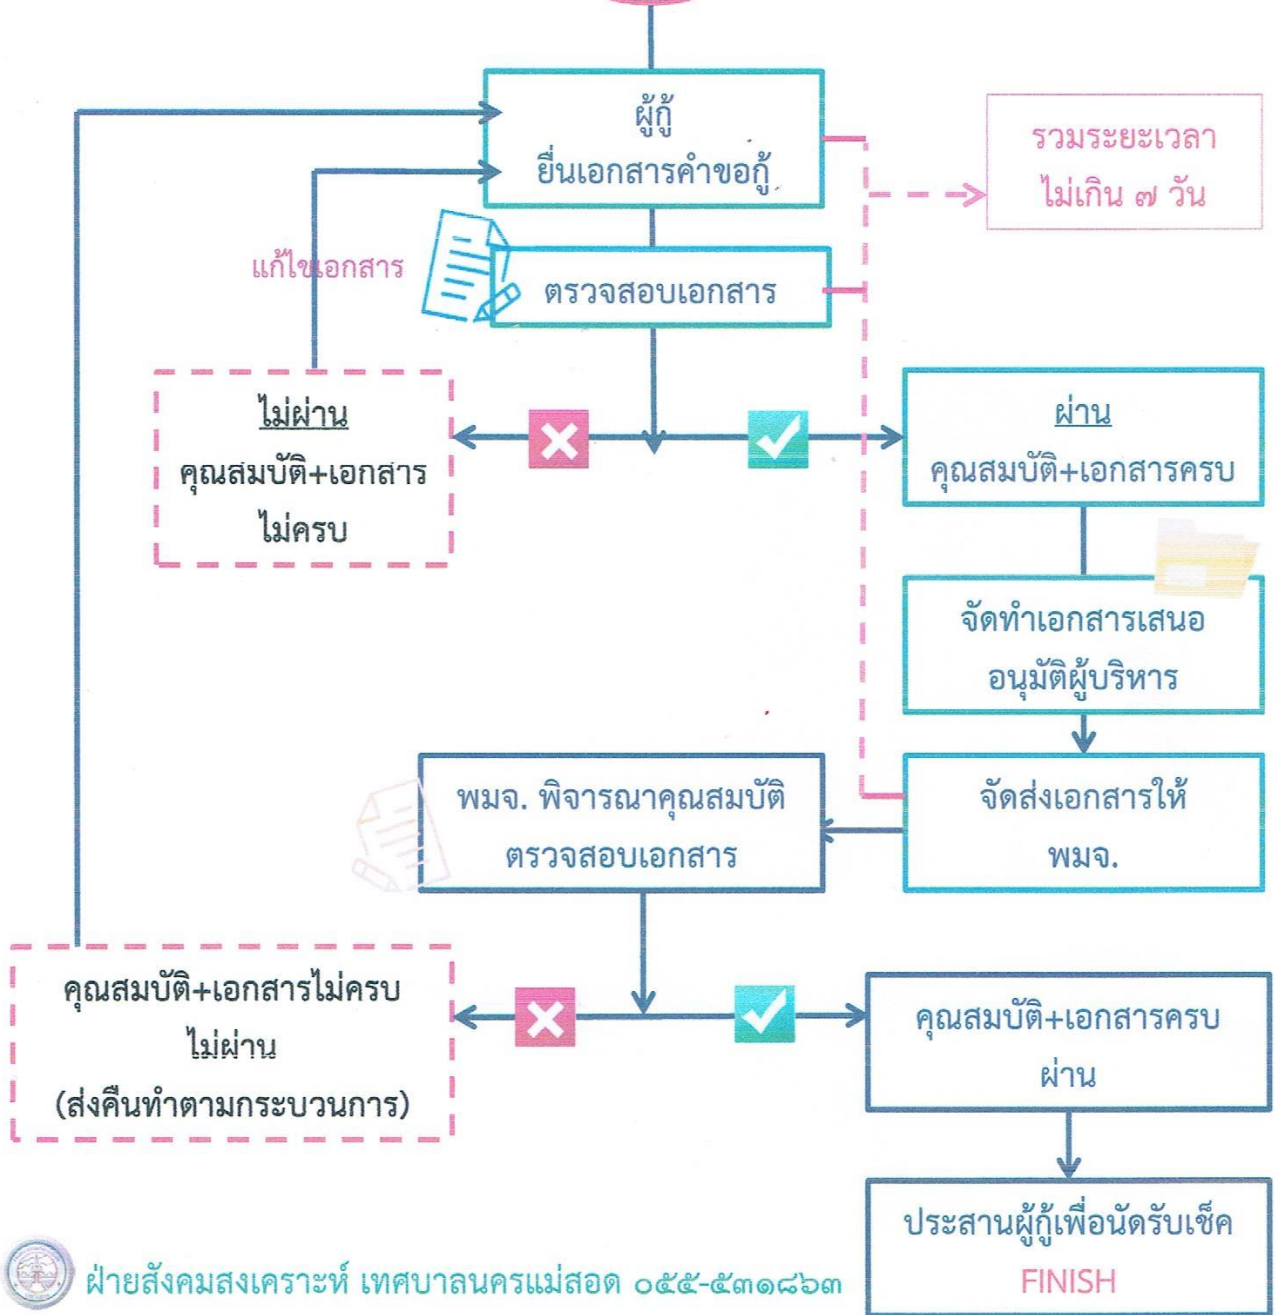 ผู้กู้
ยื่นเอกสารคำขอกู้
รวมระยะเวลา
ไม่เกิน ๗ วัน
แก้ไขเอกสาร
ตรวจสอบเอกสาร
ไม่ผ่าน
คุณสมบัติ+เอกสาร
ไม่ครบ
ผ่าน
คุณสมบัติ+เอกสารครบ
จัดทำเอกสารเสนอ
อนุมัติผู้บริหาร
จัดส่งเอกสารให้
พมจ.
พมจ. พิจารณาคุณสมบัติ
ตรวจสอบเอกสาร
คุณสมบัติ+เอกสารไม่ครบ
ไม่ผ่าน
(ส่งคืนทำตามกระบวนการ)
คุณสมบัติ+เอกสารครบ
ผ่าน
ประสานผู้กู้เพื่อนัดรับเช็ค
FINISH
ฝ่ายสังคมสงเคราะห์ เทศบาลนครแม่สอด ๐๕๕-๕๓๑๘๖๓